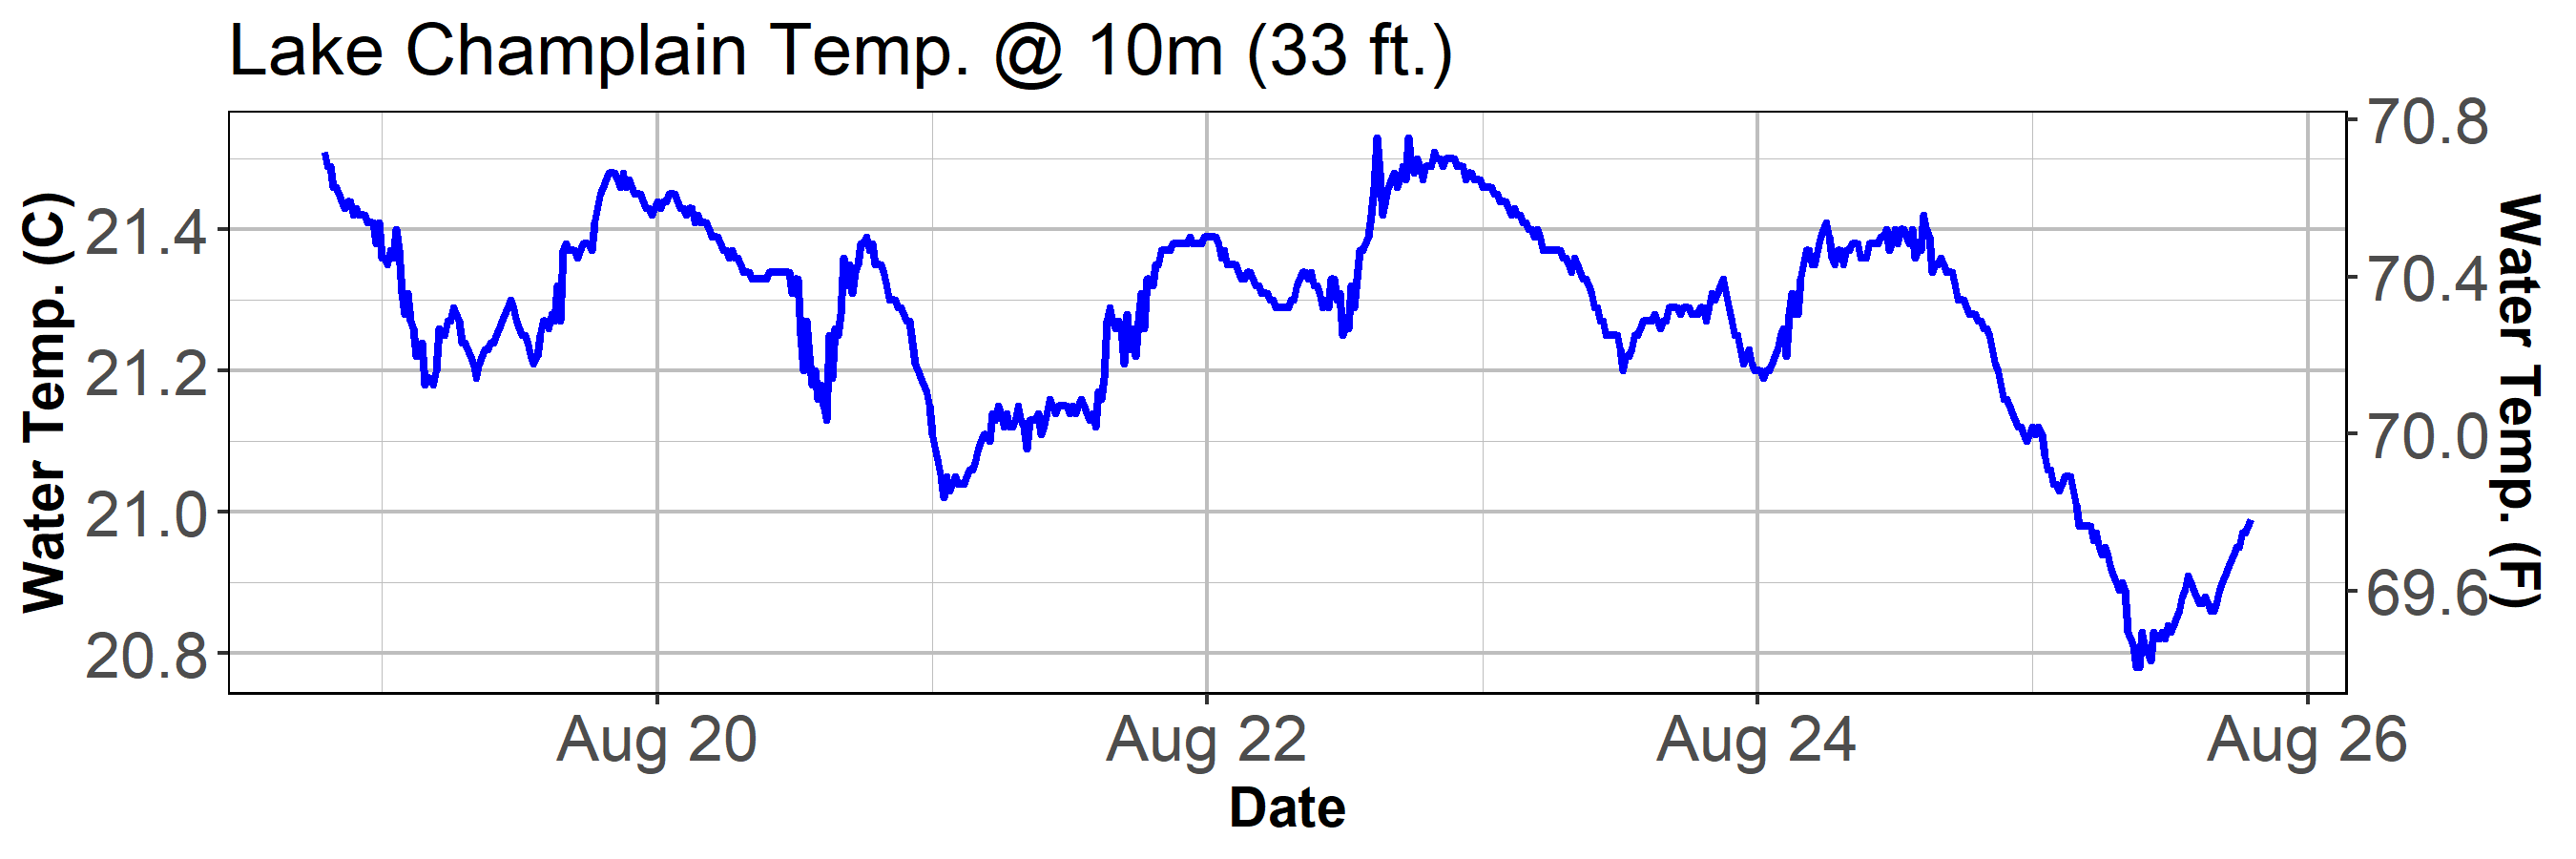 Lake Champlain Temp. @ 10m (33 ft.)
Water Temp. (C)
21.4
21.2
21.0
20.8
70.8
70.4
70.0
69.6
Water Temp. (F)
Aug 20 Aug 22 Aug 24 Aug 26
Date